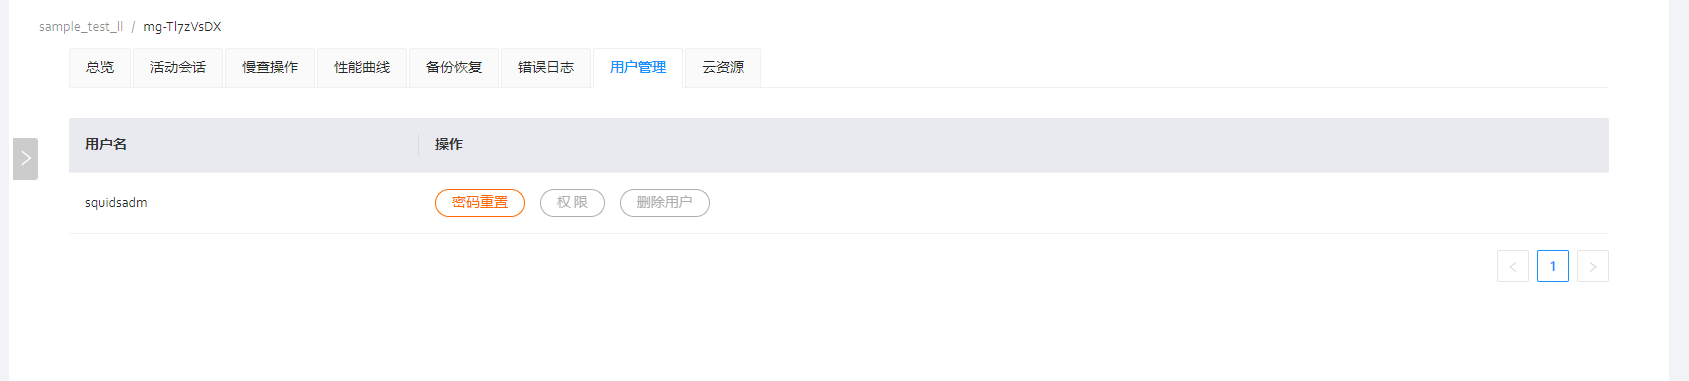 sample_test_ll / mg-Tl7zVsDX
总览 活动会话 慢查操作 性能曲线 备份恢复 错误日志 用户管理 云资源
用户名 操作
squidsadm 密码重置 权限 删除用户
< 1 >